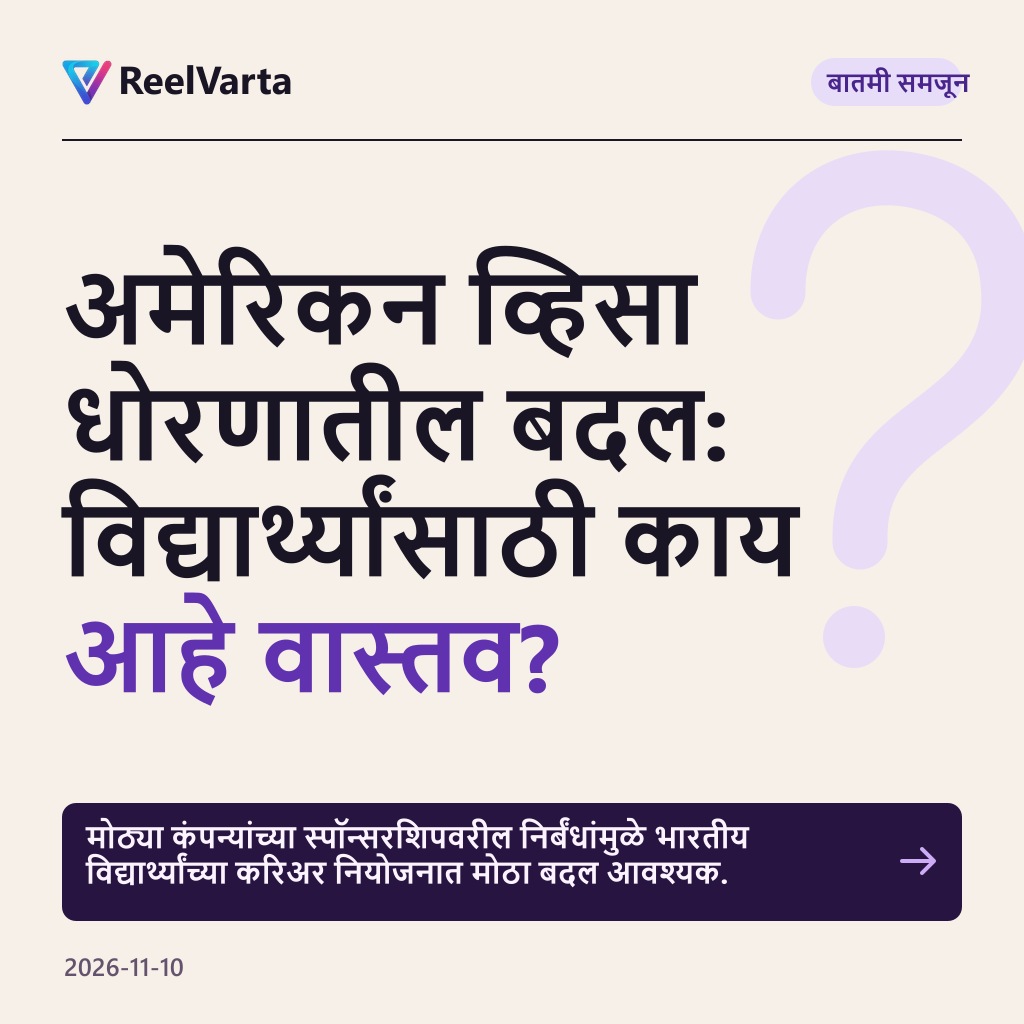 ReelVarta
बातमी समजून
अमेरिकन व्हिसा
धोरणातील बदल:
विद्यार्थ्यांसाठी काय
आहे वास्तव?
मोठ्या कंपन्यांच्या स्पॉन्सरशिपवरील निर्बंधांमुळे भारतीय
विद्यार्थ्यांच्या करिअर नियोजनात मोठा बदल आवश्यक.
2026-11-10